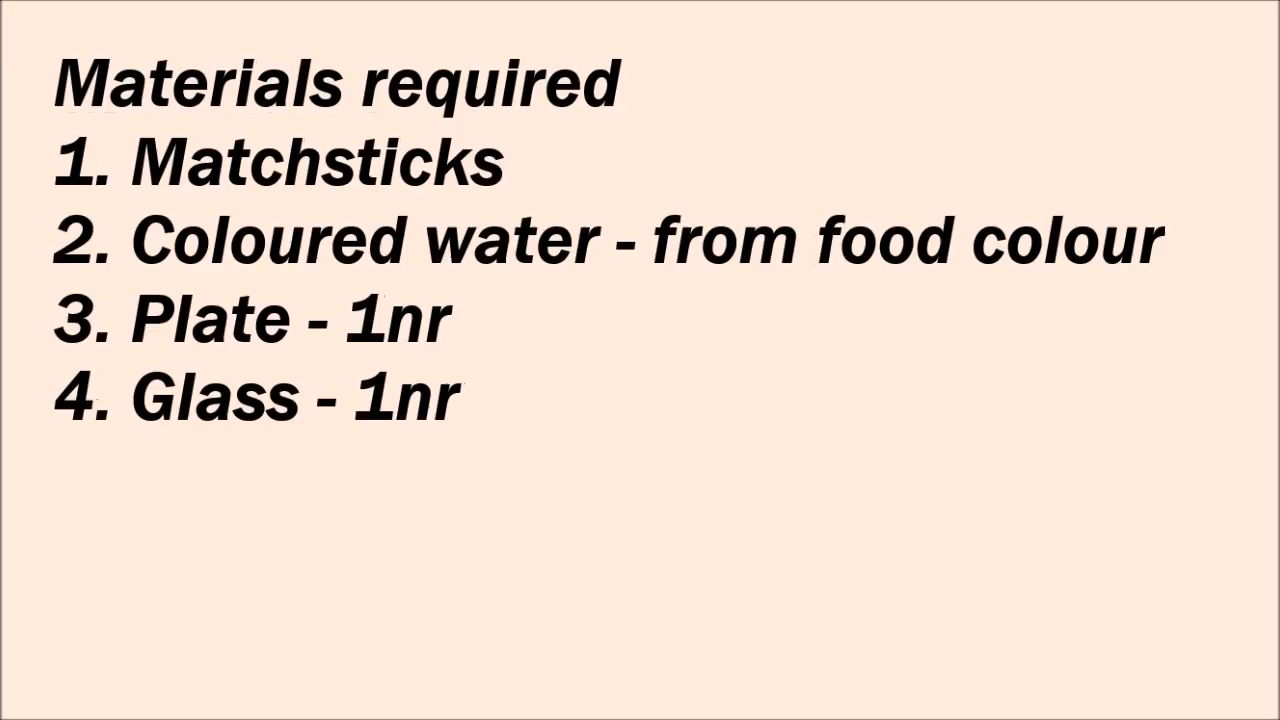 Materials required
1. Matchsticks
2. Coloured water - from food colour
3. Plate - 1nr
4. Glass - 1nr